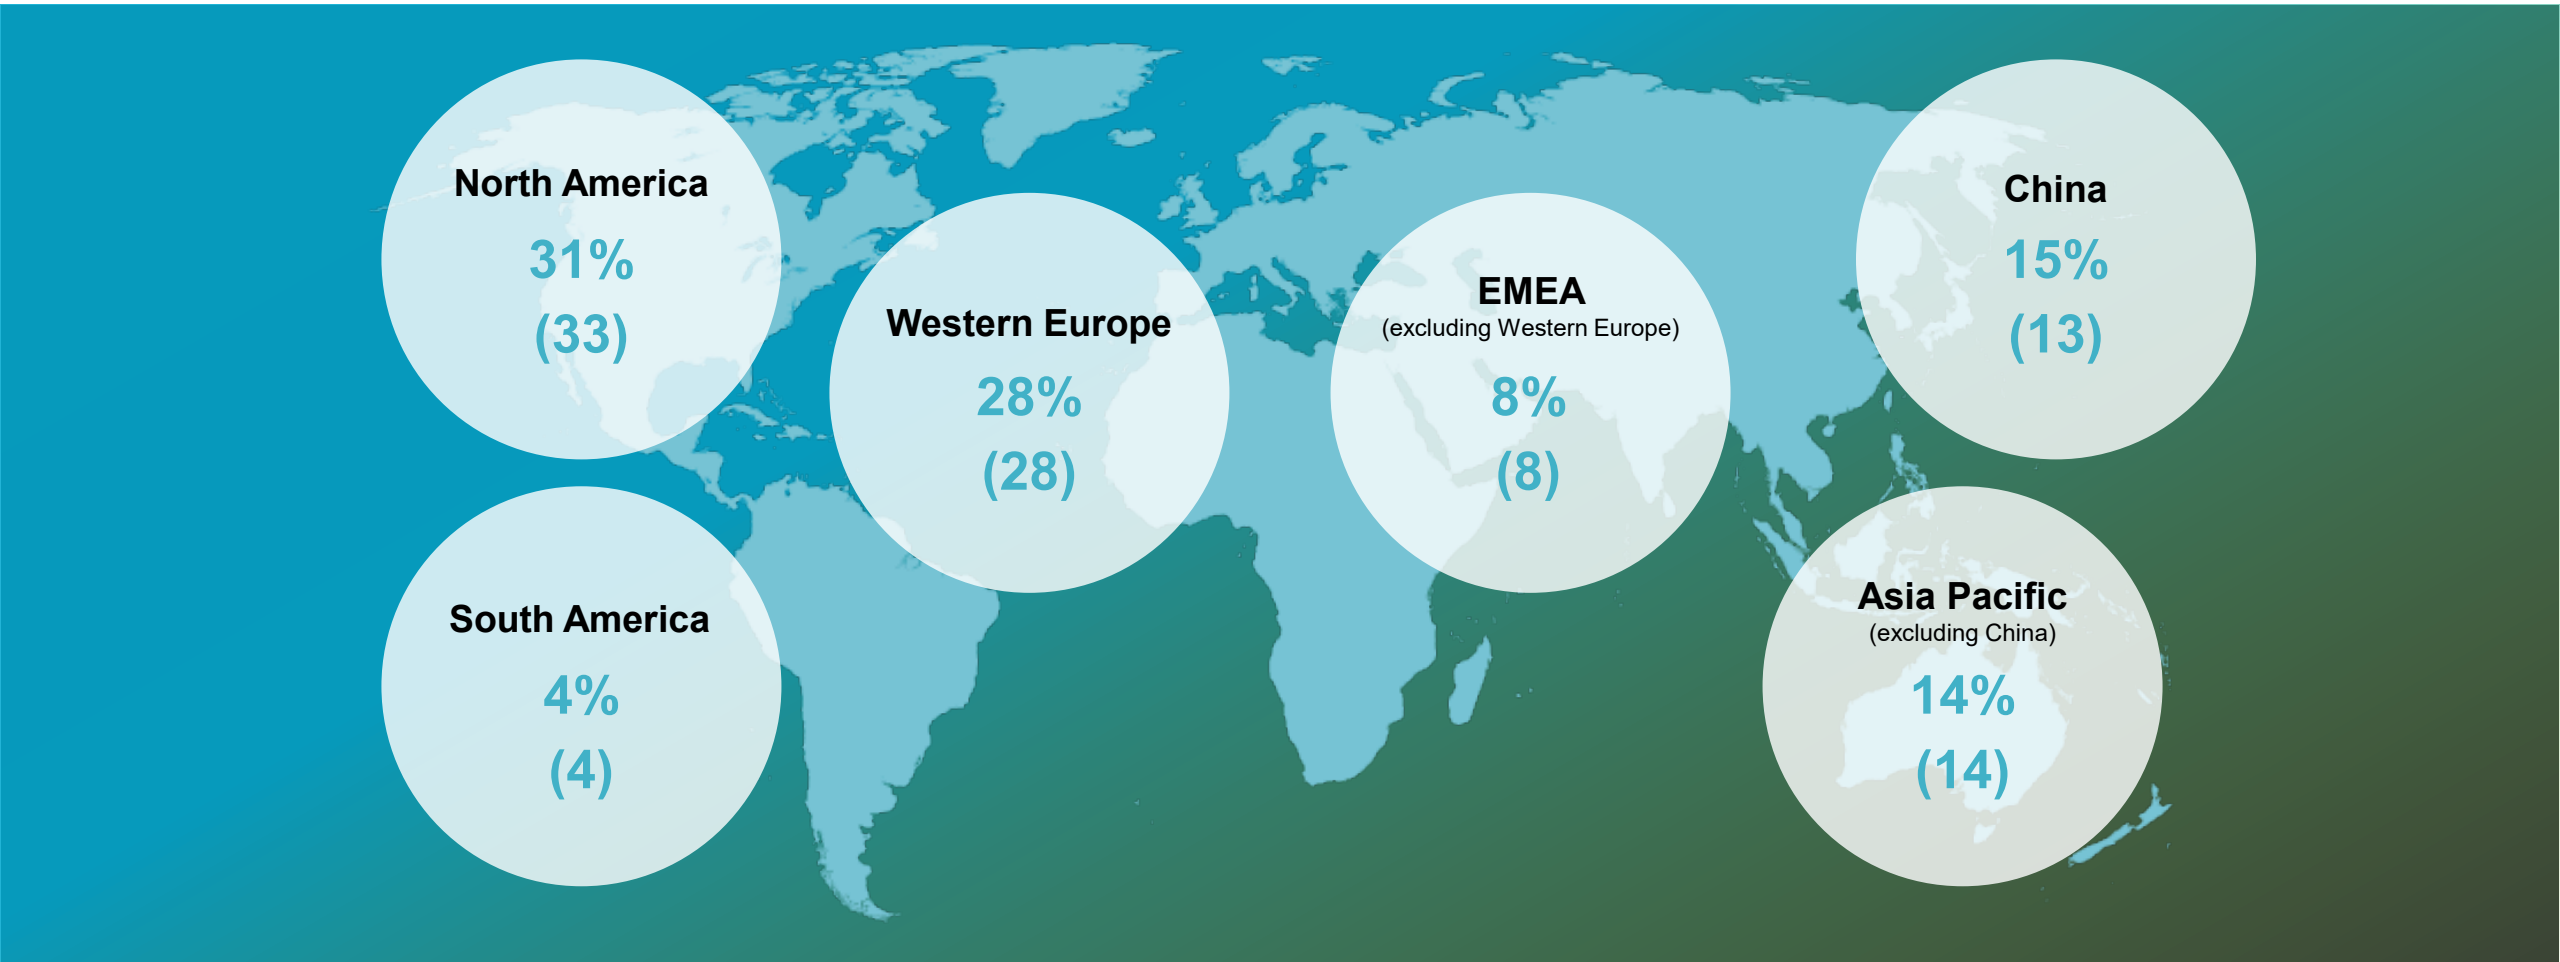 North America
31%
(33)
South America
4%
(4)
Western Europe
28%
(28)
EMEA
(excluding Western Europe)
8%
(8)
China
15%
(13)
Asia Pacific
(excluding China)
14%
(14)